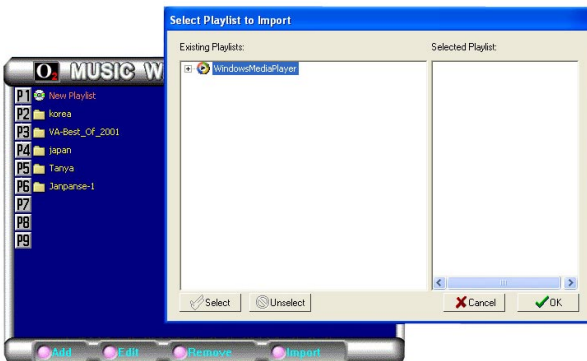 Select Playlist to Import
Existing Playlists:
Selected Playlist:
WindowsMediaPlayer
O2 MUSIC W
P1 New Playlist
P2 korea
P3 VA-Best_Of_2001
P4 japan
P5 Tanya
P6 Janpanse-1
P7
P8
P9
Select
Unselect
Cancel
OK
Add
Edit
Remove
Import